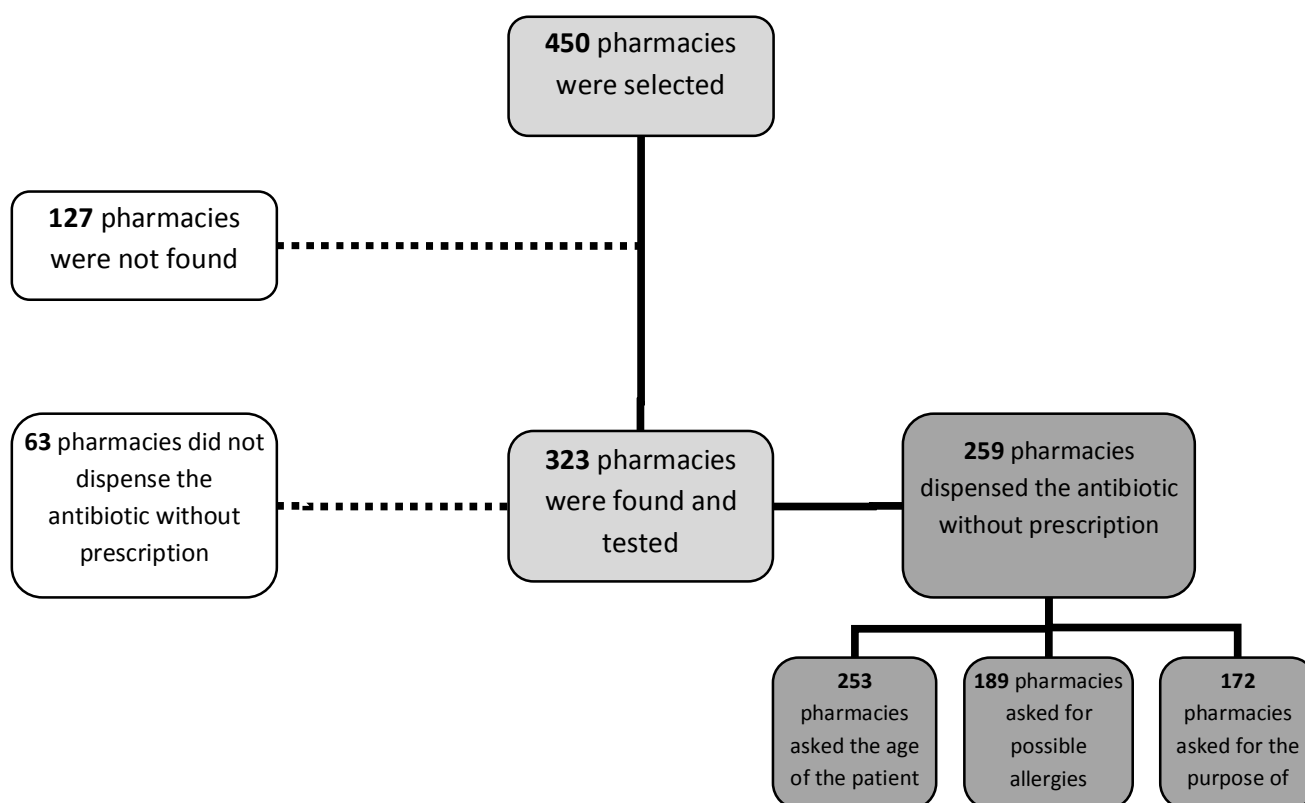 450 pharmacies
were selected
127 pharmacies
were not found
63 pharmacies did not
dispense the
antibiotic without
prescription
323 pharmacies
were found and
tested
259 pharmacies
dispensed the antibiotic
without prescription
253
pharmacies
asked the age
of the patient
189 pharmacies
asked for
possible
allergies
172
pharmacies
asked for the
purpose of